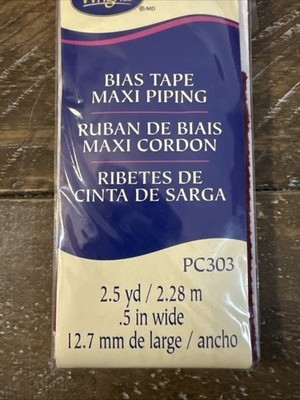 ®/MD
BIAS TAPE
MAXI PIPING
RUBAN DE BIAIS
MAXI CORDON
RIBETES DE
CINTA DE SARGA
PC303
2.5 yd / 2.28 m
.5 in wide
12.7 mm de large / ancho